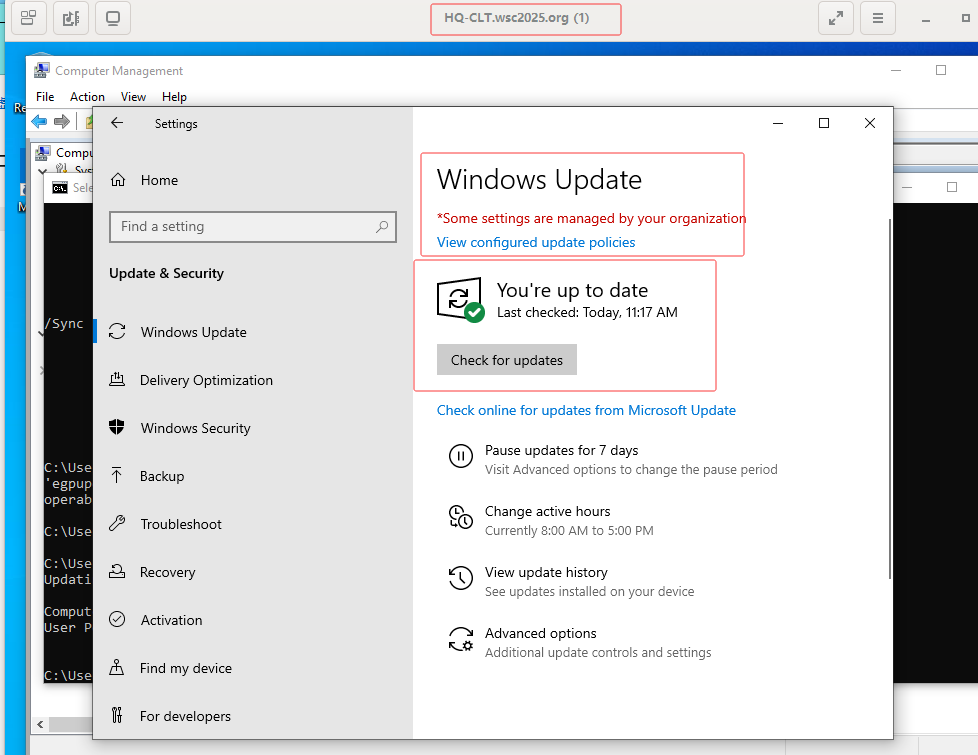 HQ-CLT.wsc2025.org (1)
Computer Management
File Action View Help
Settings
Home
Find a setting
Update & Security
Windows Update
Delivery Optimization
Windows Security
Backup
Troubleshoot
Recovery
Activation
Find my device
For developers
Windows Update
*Some settings are managed by your organization
View configured update policies
You're up to date
Last checked: Today, 11:17 AM
Check for updates
Check online for updates from Microsoft Update
Pause updates for 7 days
Visit Advanced options to change the pause period
Change active hours
Currently 8:00 AM to 5:00 PM
View update history
See updates installed on your device
Advanced options
Additional update controls and settings
Compu
Sele
/Sync
C:\Use
'egpup
operab
C:\Use
C:\Use
Updati
Comput
User P
C:\Use